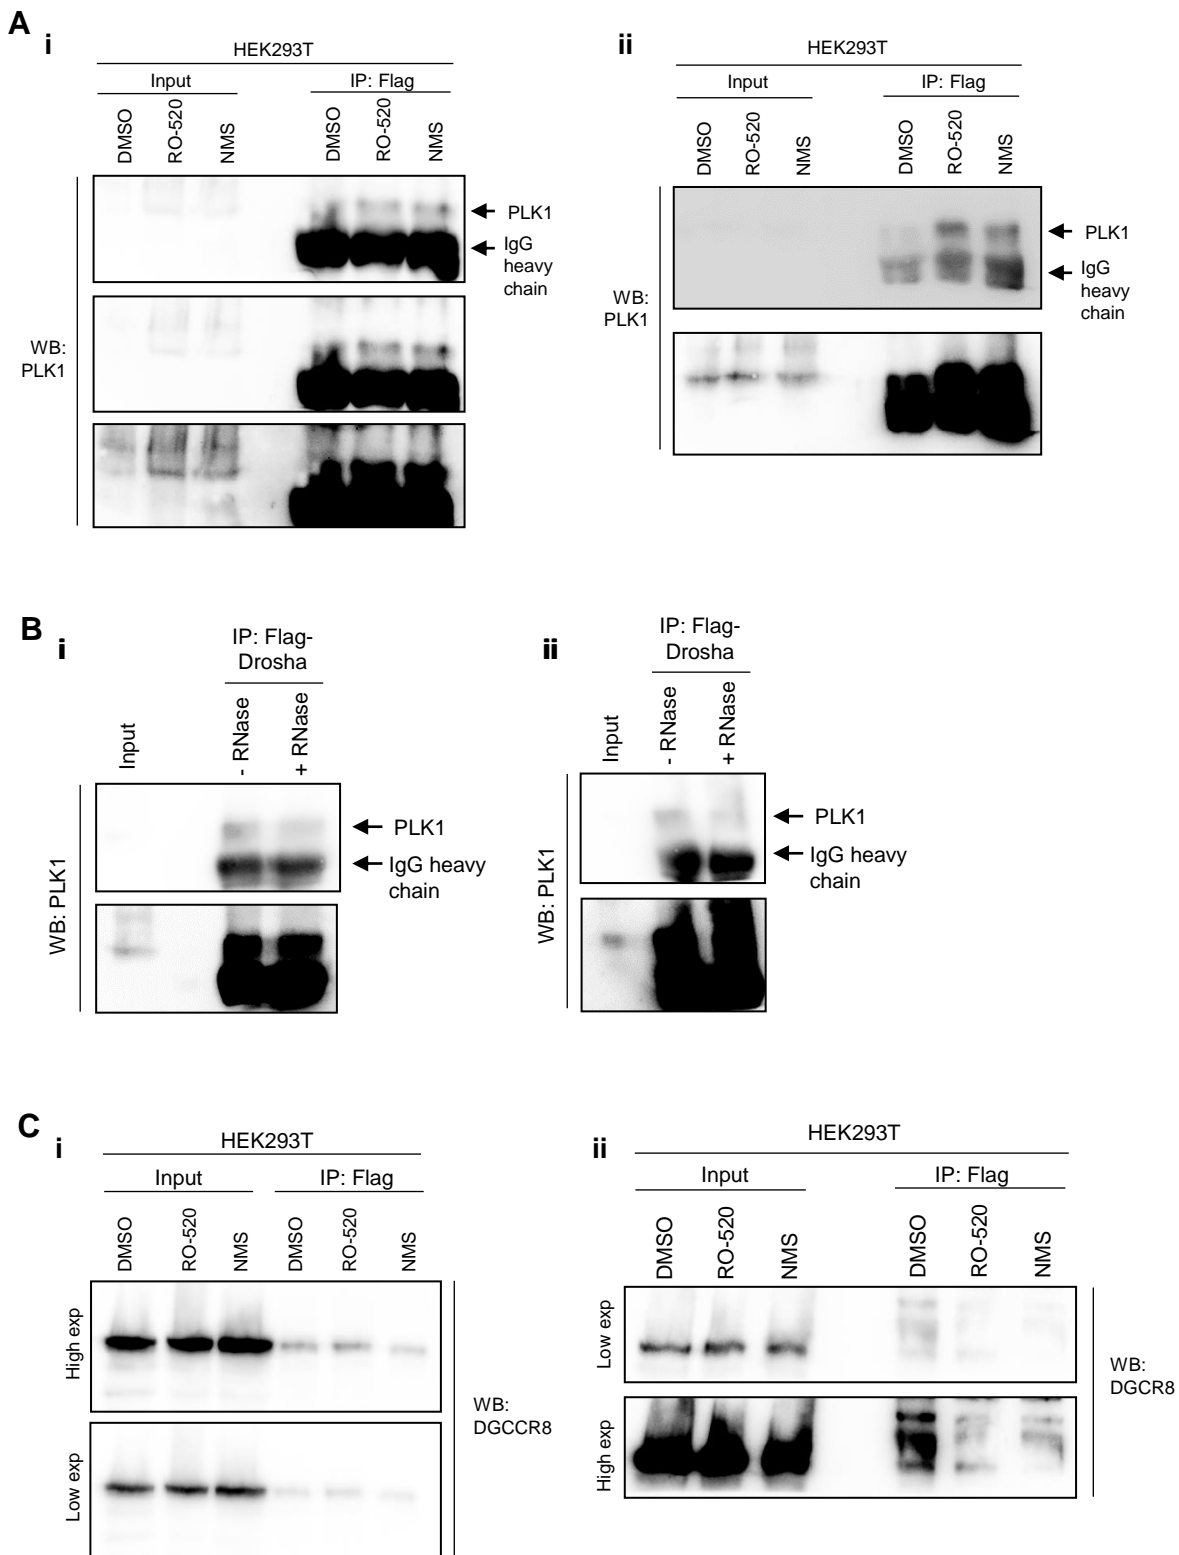 A
i
HEK293T
Input
IP: Flag
DMSO
RO-520
NMS
DMSO
RO-520
NMS
PLK1
IgG
heavy
chain
WB:
PLK1
ii
HEK293T
Input
IP: Flag
DMSO
RO-520
NMS
DMSO
RO-520
NMS
PLK1
IgG
heavy
chain
WB:
PLK1
B
i
IP: Flag-
Drosha
Input
- RNase
+ RNase
PLK1
IgG heavy
chain
WB: PLK1
ii
IP: Flag-
Drosha
Input
- RNase
+ RNase
PLK1
IgG heavy
chain
WB: PLK1
C
i
HEK293T
Input
IP: Flag
DMSO
RO-520
NMS
DMSO
RO-520
NMS
High exp
Low exp
WB:
DGCCR8
ii
HEK293T
Input
IP: Flag
DMSO
RO-520
NMS
DMSO
RO-520
NMS
Low exp
High exp
WB:
DGCR8